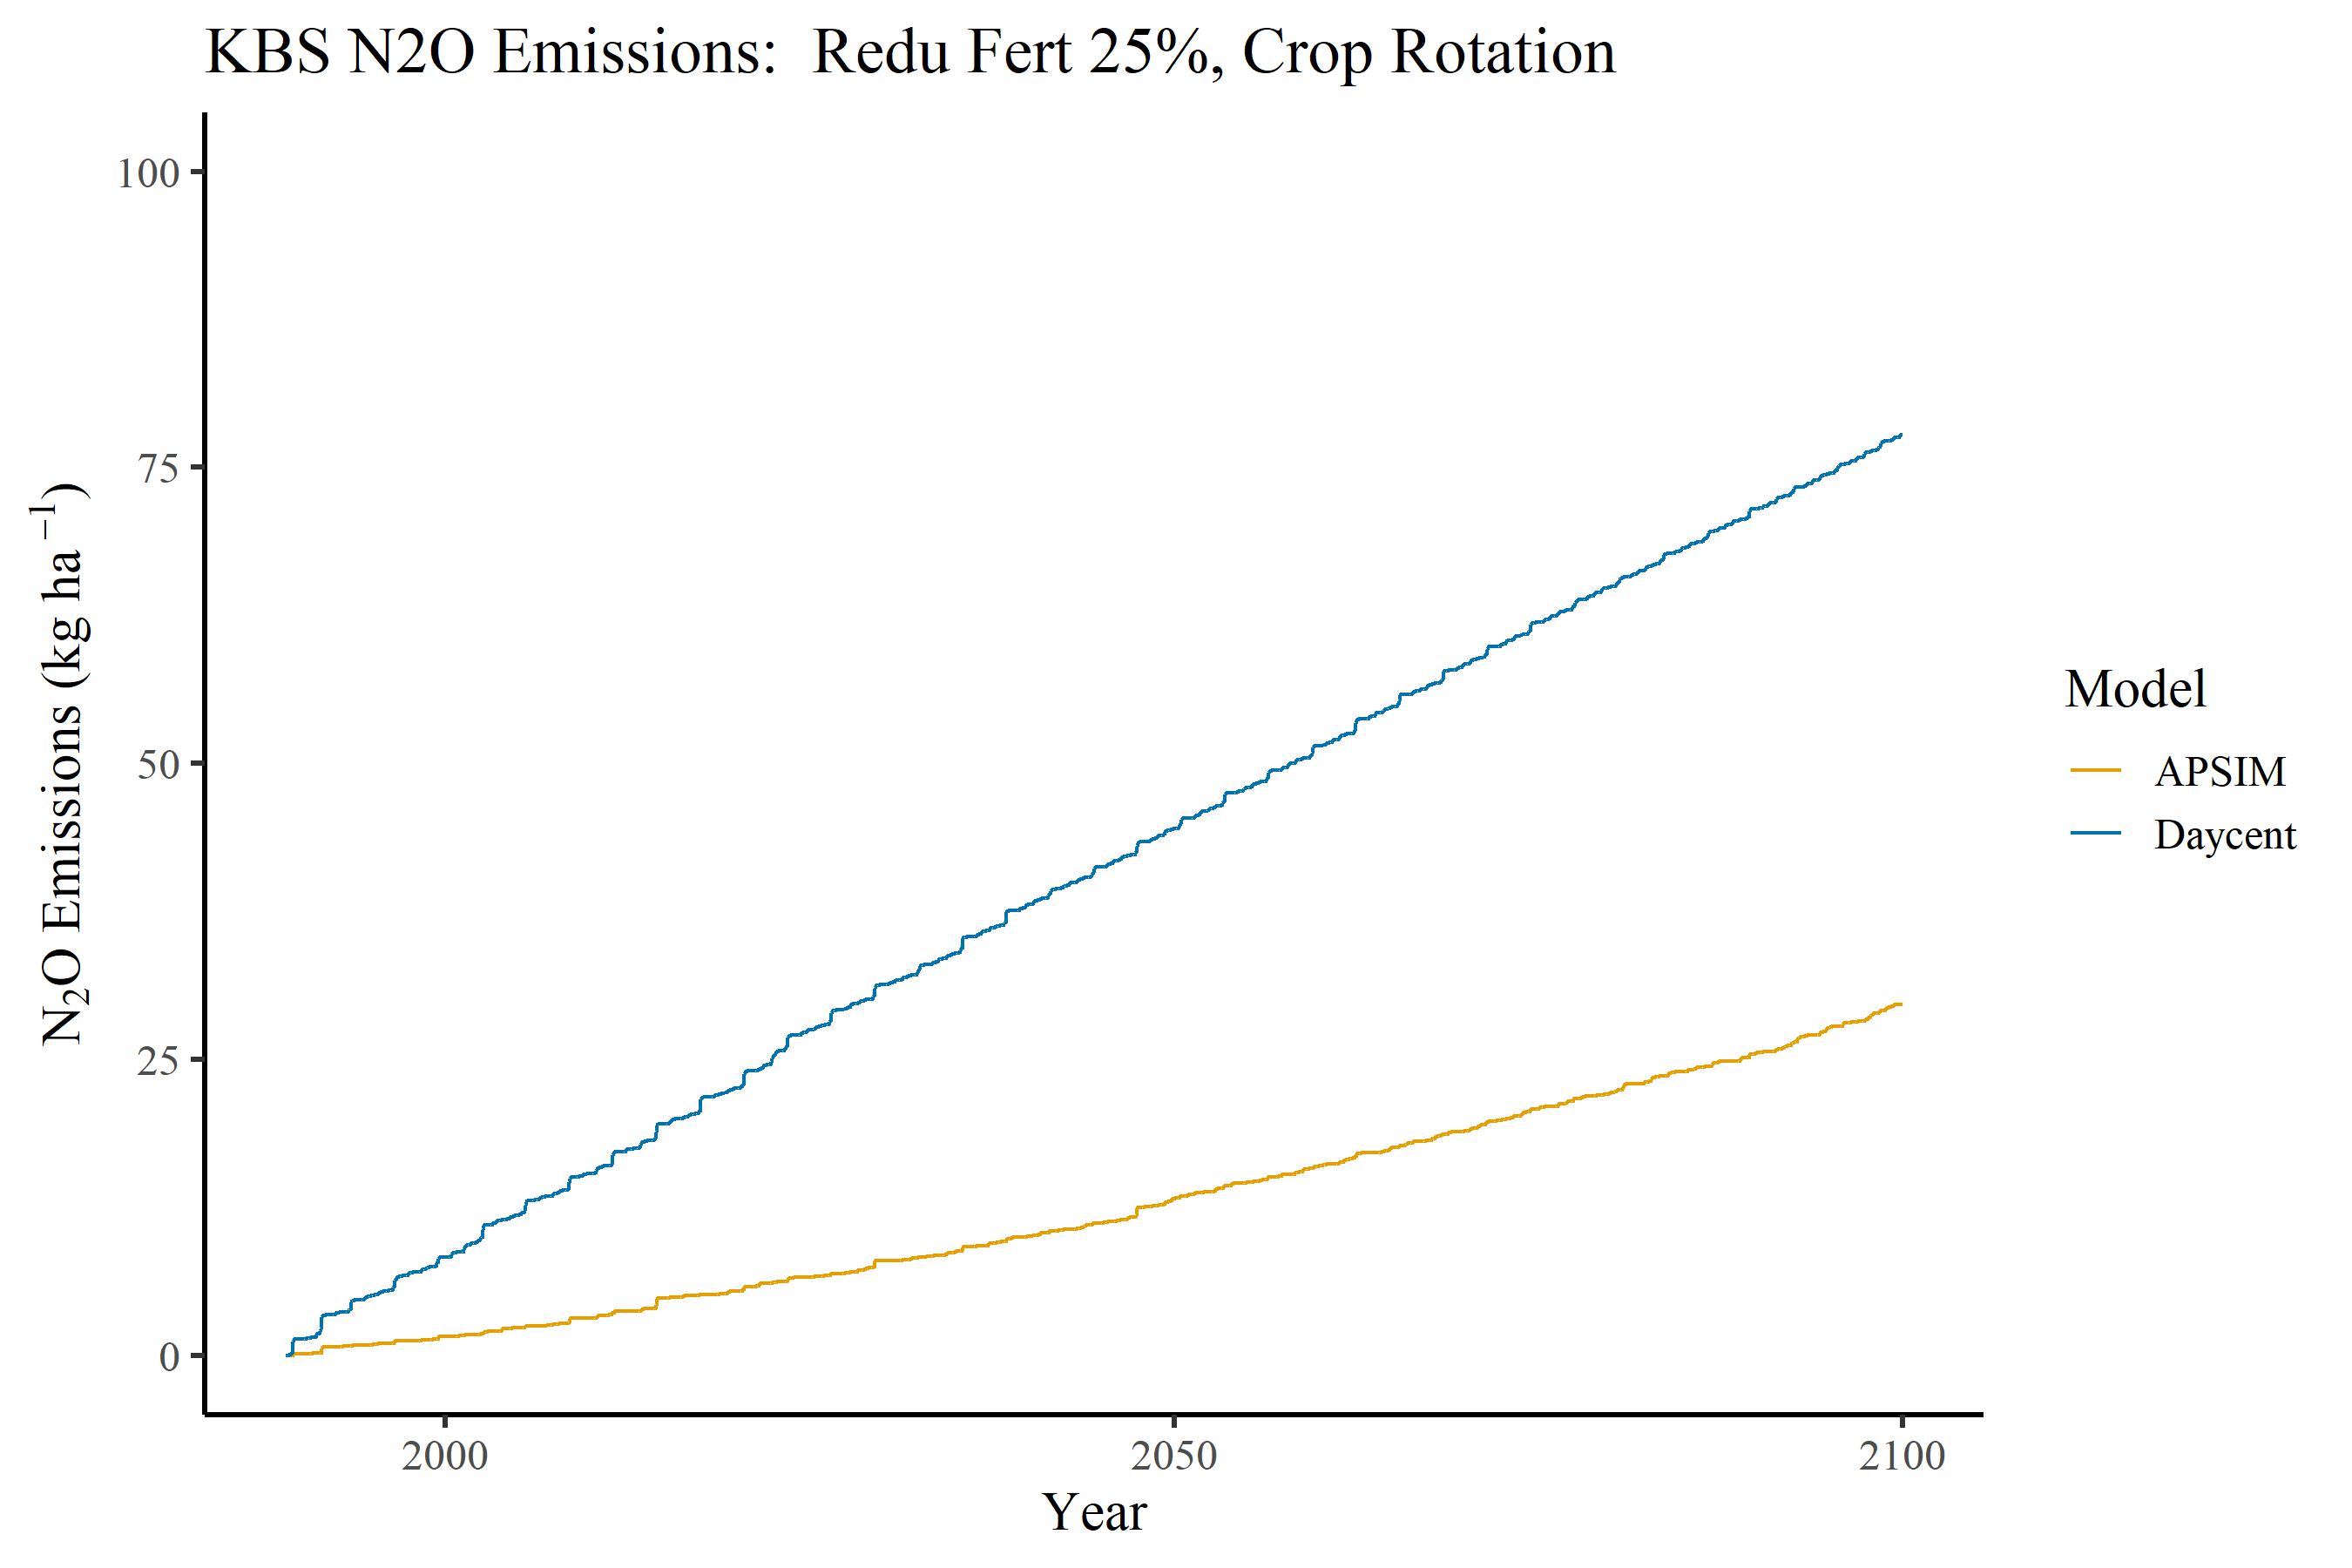 KBS N2O Emissions:  Redu Fert 25%, Crop Rotation
N₂O Emissions (kg ha⁻¹)
100
75
50
25
0
2000
2050
2100
Year
Model
APSIM
Daycent